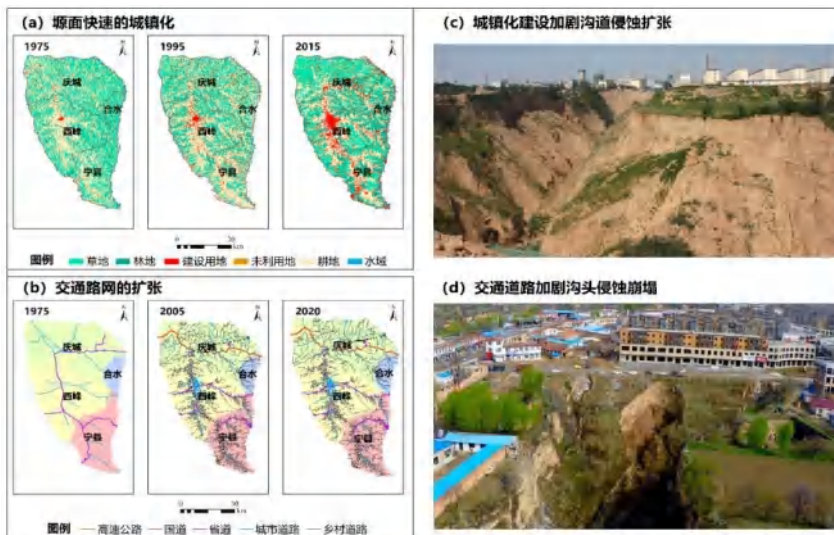 (a) 塬面快速的城镇化
1975
1995
2015
庆城
合水
西峰
宁县
庆城
合水
西峰
宁县
庆城
合水
西峰
宁县
0
50
km
图例 草地 林地 建设用地 未利用地 耕地 水域
(b) 交通路网的扩张
1975
2005
2020
庆城
合水
西峰
宁县
庆城
合水
西峰
宁县
庆城
合水
西峰
宁县
0
50
km
图例 高速公路 国道 省道 城市道路 乡村道路
(c) 城镇化建设加剧沟道侵蚀扩张
(d) 交通道路加剧沟头侵蚀崩塌